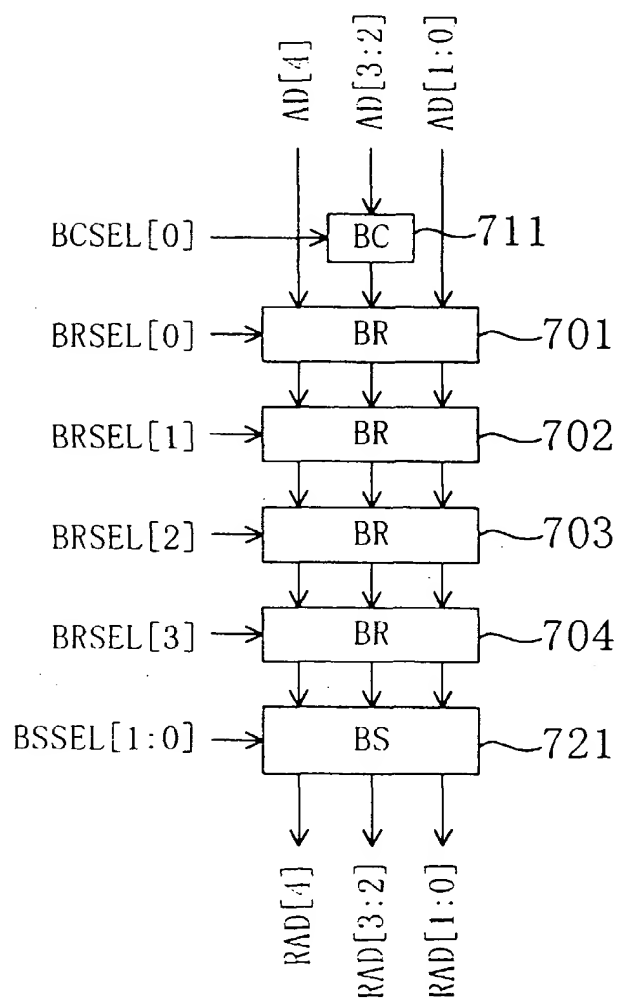 AD[4]
AD[3:2]
AD[1:0]
BCSEL[0]
BC
711
BRSEL[0]
BR
701
BRSEL[1]
BR
702
BRSEL[2]
BR
703
BRSEL[3]
BR
704
BSSEL[1:0]
BS
721
RAD[4]
RAD[3:2]
RAD[1:0]